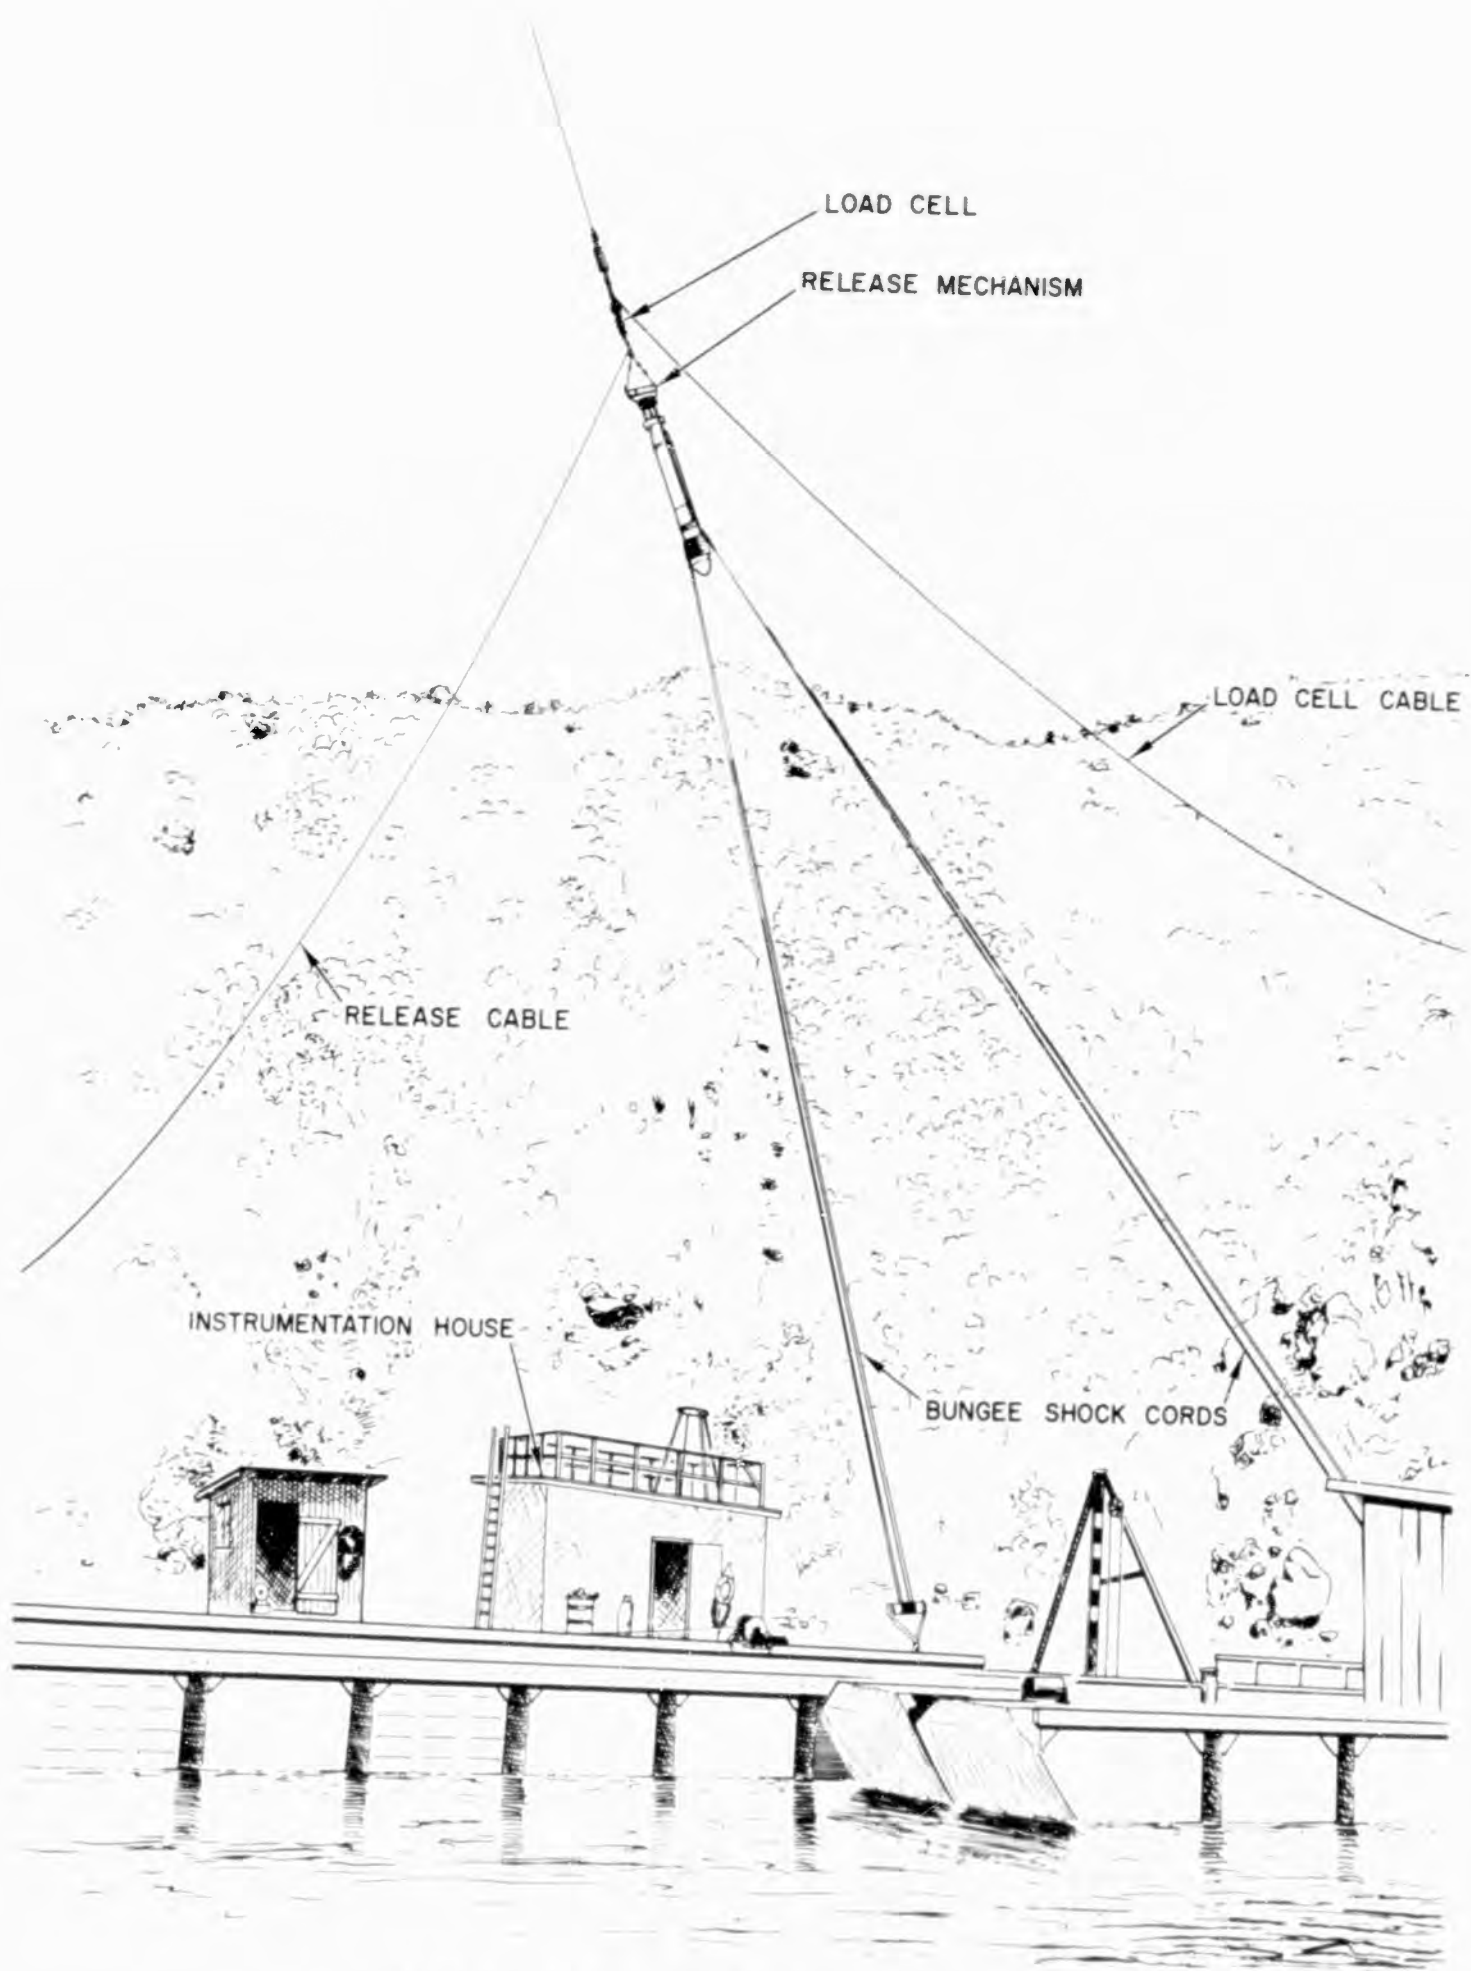 LOAD CELL
RELEASE MECHANISM
LOAD CELL CABLE
RELEASE CABLE
INSTRUMENTATION HOUSE
BUNGEE SHOCK CORDS